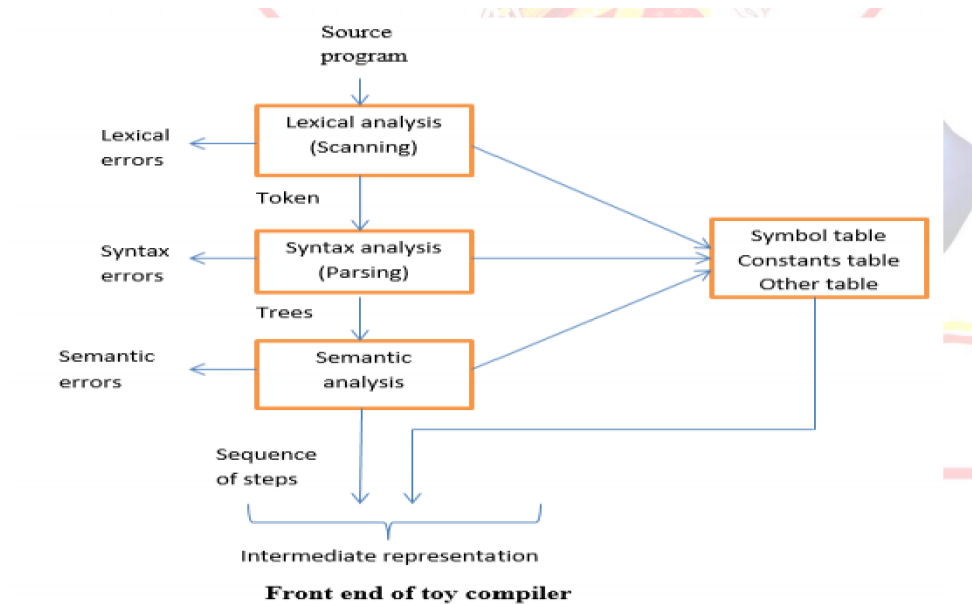 Source
program
Lexical analysis
(Scanning)
Lexical
errors
Token
Syntax analysis
(Parsing)
Syntax
errors
Symbol table
Constants table
Other table
Trees
Semantic
analysis
Semantic
errors
Sequence
of steps
Intermediate representation
Front end of toy compiler